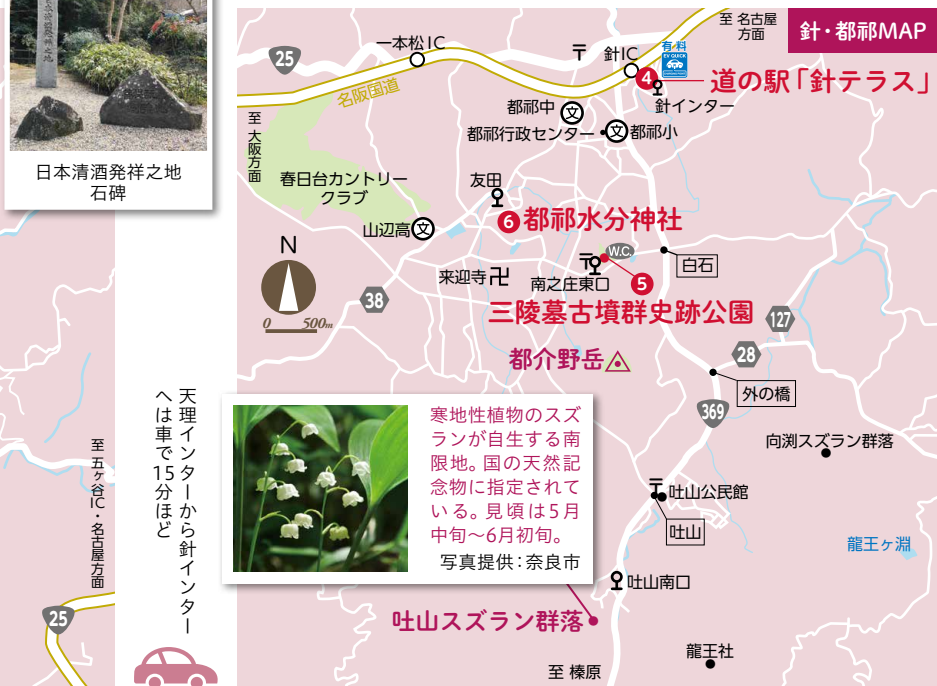 針・都祁MAP
至 名古屋
方面
有料
EV QUICK
一本松IC
25
針IC
4
道の駅「針テラス」
針インター
名阪国道
至 大阪方面
都祁中
文
都祁行政センター
文
都祁小
春日台カントリー
クラブ
友田
6
都祁水分神社
山辺高
文
W.C.
白石
来迎寺
南之庄東口
5
三陵墓古墳群史跡公園
N
0 500m
38
127
都介野岳
28
外の橋
369
向渕スズラン群落
吐山公民館
吐山
龍王ヶ淵
吐山南口
吐山スズラン群落
龍王社
至 榛原
寒地性植物のスズ
ランが自生する南
限地。国の天然記
念物に指定されて
いる。見頃は5月
中旬〜6月初旬。
写真提供：奈良市
日本清酒発祥之地
石碑
天理インターから針インター
へは車で15分ほど
至 五ヶ谷IC・名古屋方面
25